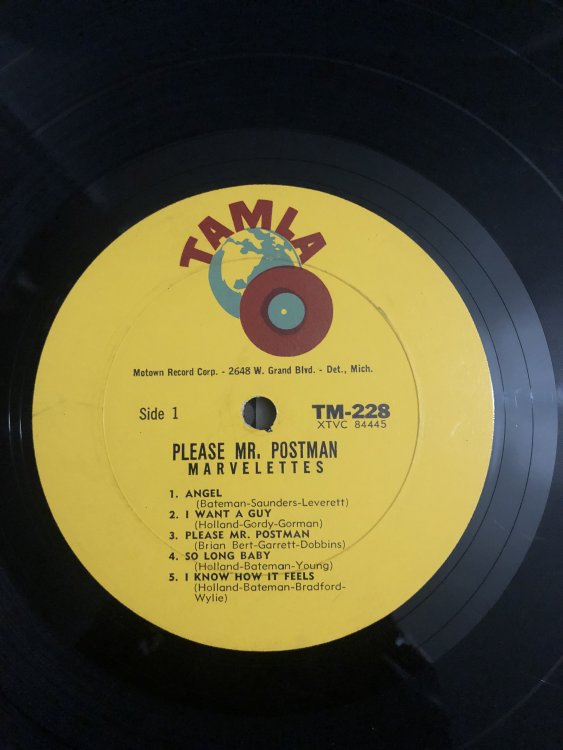 TAMLA
Motown Record Corp. - 2648 W. Grand Blvd. - Det., Mich.
Side 1
TM-228
XTVC 84445
PLEASE MR. POSTMAN
MARVELETTES
1. ANGEL
(Bateman-Saunders-Leverett)
2. I WANT A GUY
(Holland-Gordy-Gorman)
3. PLEASE MR. POSTMAN
(Brian Bert-Garrett-Dobbins)
4. SO LONG BABY
(Holland-Bateman-Young)
5. I KNOW HOW IT FEELS
(Holland-Bateman-Bradford-
Wylie)